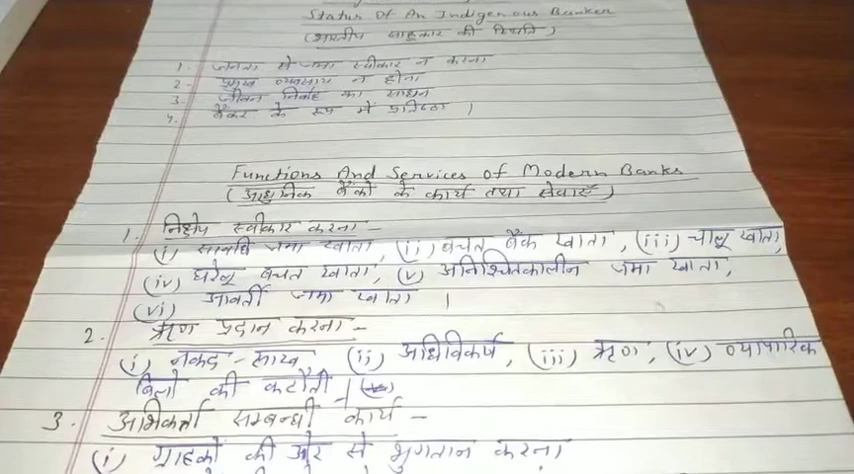 Status Of An Indigenous Banker
(भारतीय साहूकार की स्थिति)
1. जनता से जमा स्वीकार न करना
2. प्रमुख व्यवसाय न होना
3. जीवन निर्वाह का साधन
4. बैंकर के रूप में प्रतिष्ठा ।
Functions And Services of Modern Banks
(आधुनिक बैंकों के कार्य तथा सेवाएँ)
1. निक्षेप स्वीकार करना -
(i) सावधि जमा खाता, (ii) बचत बैंक खाता, (iii) चालू खाता,
(iv) घरेलू बचत खाता, (v) अनिश्चितकालीन जमा खाता,
(vi) आवर्ती जमा खाता ।
2. ऋण प्रदान करना -
(i) नकद - साख (ii) अधिविकर्ष, (iii) ऋण, (iv) व्यापारिक
बिलों की कटौती ।
3. अभिकर्ता सम्बन्धी कार्य -
(i) ग्राहकों की ओर से भुगतान करना